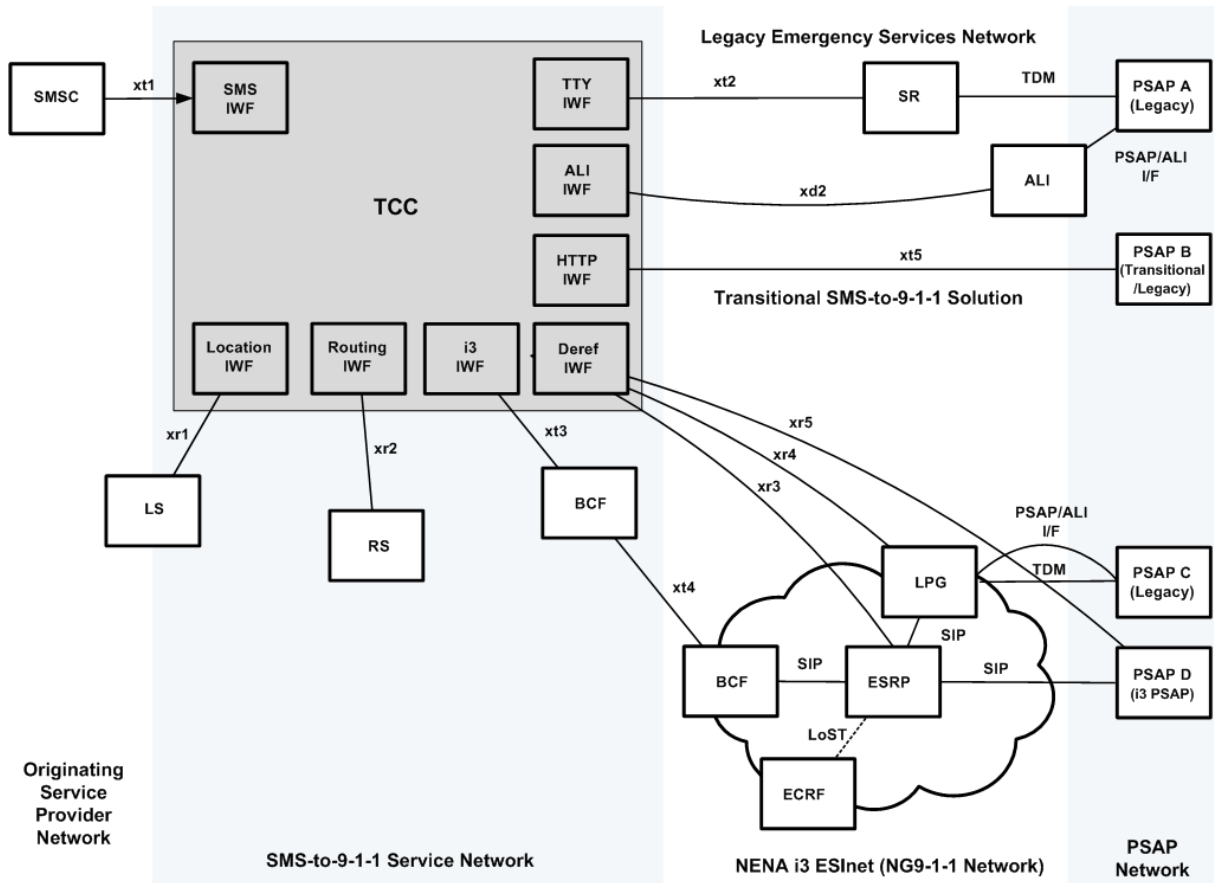 Legacy Emergency Services Network
SMSC
xt1
SMS
IWF
TTY
IWF
xt2
SR
TDM
PSAP A
(Legacy)
ALI
IWF
xd2
ALI
PSAP/ALI
I/F
TCC
HTTP
IWF
xt5
PSAP B
(Transitional
/Legacy)
Transitional SMS-to-9-1-1 Solution
Location
IWF
Routing
IWF
i3
IWF
Deref
IWF
xr1
xr2
xt3
xr5
xr4
xr3
LS
RS
BCF
PSAP/ALI
I/F
LPG
TDM
PSAP C
(Legacy)
xt4
SIP
BCF
SIP
ESRP
SIP
PSAP D
(i3 PSAP)
LoST
ECRF
Originating
Service
Provider
Network
SMS-to-9-1-1 Service Network
NENA i3 ESInet (NG9-1-1 Network)
PSAP
Network